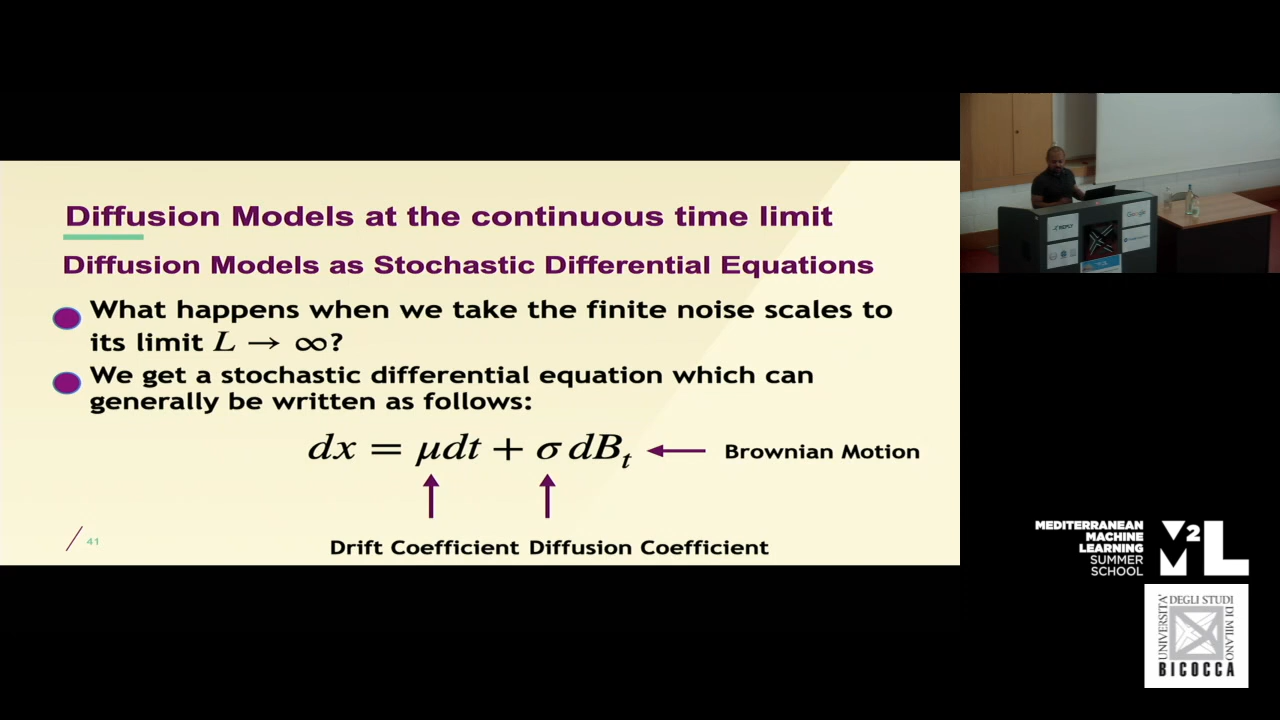 Diffusion Models at the continuous time limit
Diffusion Models as Stochastic Differential Equations
What happens when we take the finite noise scales to
its limit L → ∞?
We get a stochastic differential equation which can
generally be written as follows:
dx = μdt + σ dB_t
Brownian Motion
Drift Coefficient Diffusion Coefficient
41
Google
MEDITERRANEAN
MACHINE
LEARNING
SUMMER
SCHOOL
M2L
UNIVERSITÀ
DEGLI STUDI
DI MILANO
BICOCCA